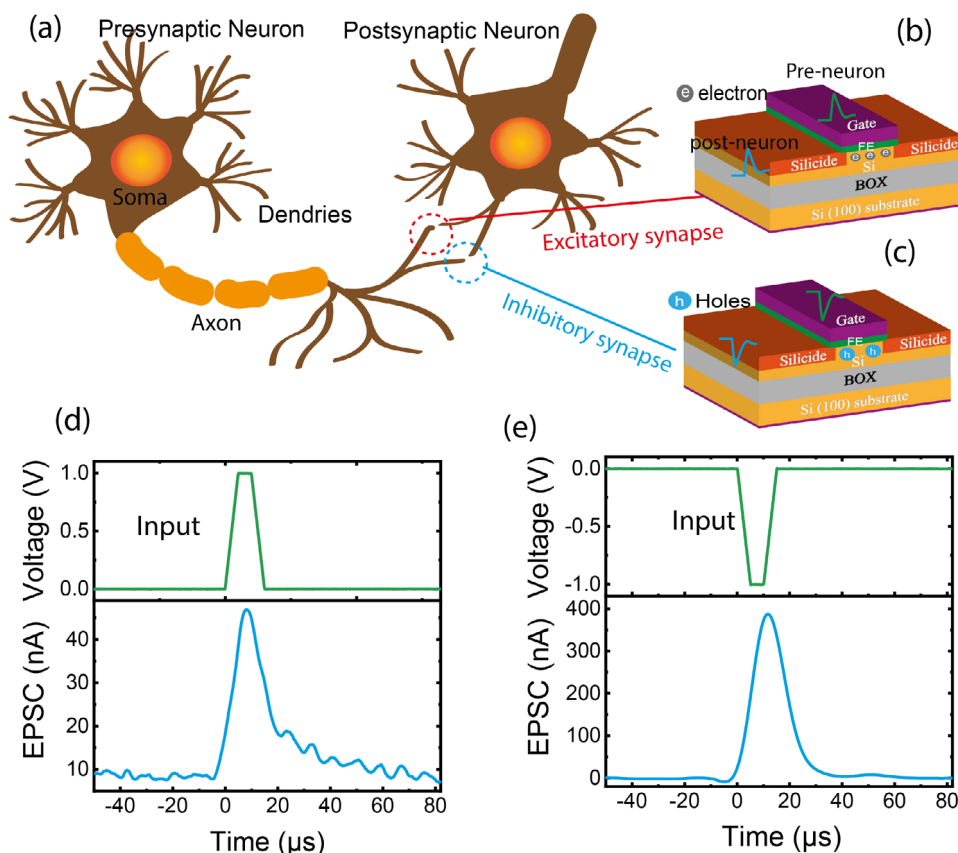 (a)
Presynaptic Neuron
Postsynaptic Neuron
Soma
Dendries
Axon
Excitatory synapse
Inhibitory synapse
(b)
Pre-neuron
e electron
Gate
post-neuron
FE
Silicide
e e e
Silicide
Si
BOX
Si (100) substrate
(c)
h Holes
Gate
FE
Silicide
h
h
Silicide
Si
BOX
Si (100) substrate
(d)
Voltage (V)
1.0
0.5
0.0
Input
EPSC (nA)
40
30
20
10
-40 -20 0 20 40 60 80
Time (μs)
(e)
Voltage (V)
0.0
-0.5
-1.0
Input
EPSC (nA)
400
300
200
100
0
-40 -20 0 20 40 60 80
Time (μs)